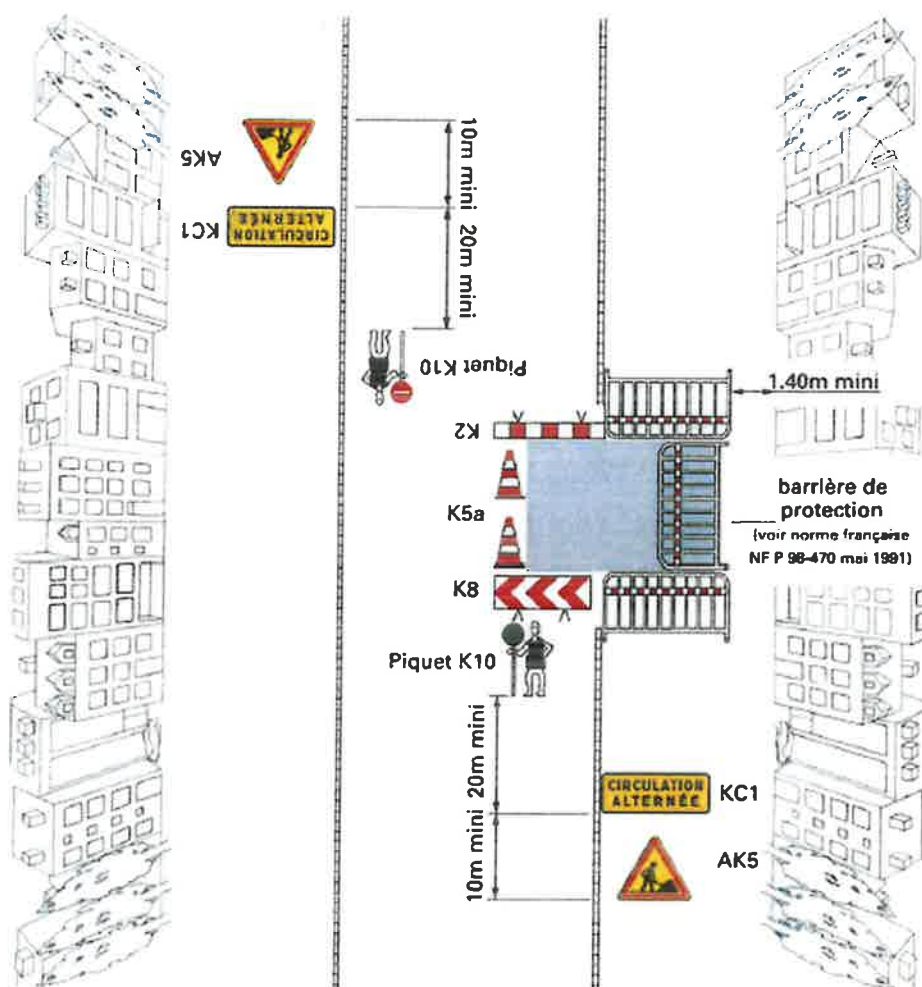 AK5
10m mini
KC1
CIRCULATION
ALTERNÉE
20m mini
Piquet K10
1.40m mini
K2
K5a
barrière de
protection
(voir norme française
NF P 98-470 mai 1991)
K8
Piquet K10
20m mini
CIRCULATION
ALTERNÉE
KC1
10m mini
AK5